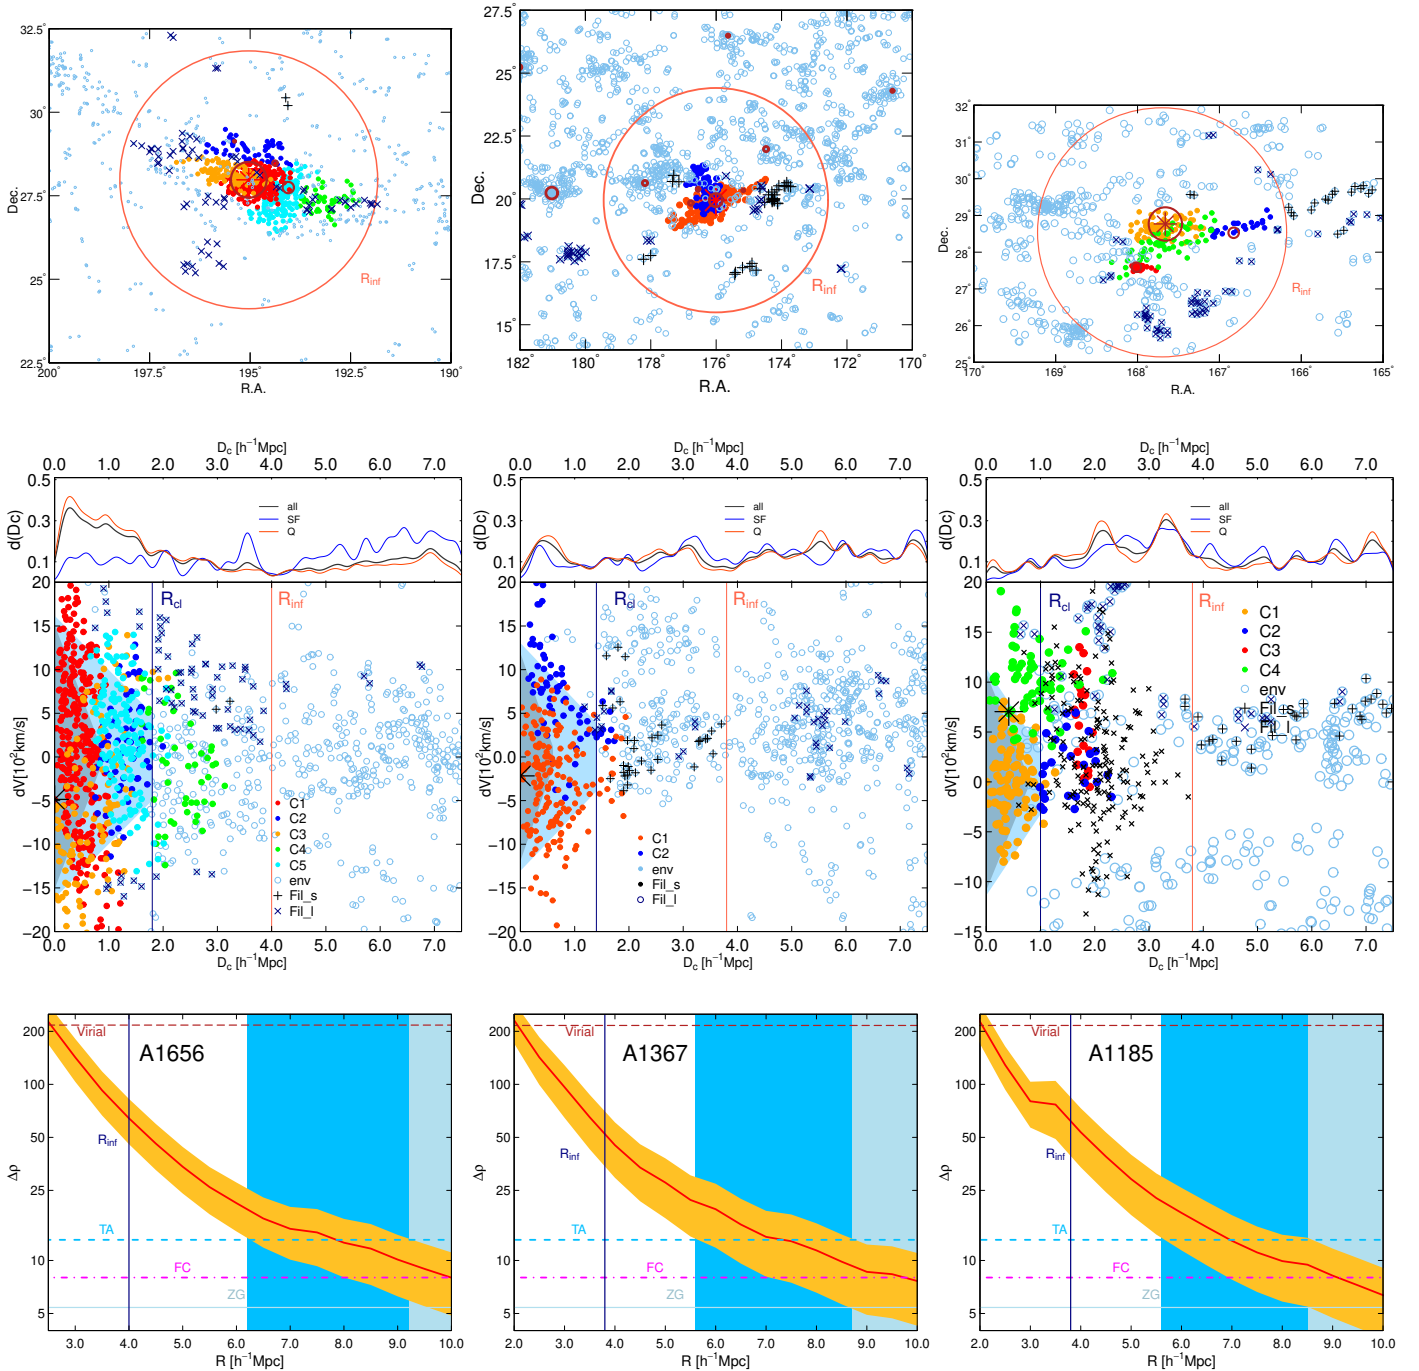 32.5°
30°
27.5°
25°
22.5°
Dec.
200°
197.5°
195°
192.5°
190°
R.A.
R_inf
27.5°
25°
22.5°
20°
17.5°
15°
Dec.
182°
180°
178°
176°
174°
172°
170°
R.A.
R_inf
32°
31°
30°
29°
28°
27°
26°
25°
Dec.
170°
169°
168°
167°
166°
165°
R.A.
R_inf
D_c [h⁻¹Mpc]
0.0 1.0 2.0 3.0 4.0 5.0 6.0 7.0
0.5
0.3
0.1
d(Dc)
all
SF
Q
20
15
10
5
0
−5
−10
−15
−20
dV[10²km/s]
R_cl
R_inf
C1
C2
C3
C4
C5
env
Fil_s
Fil_l
0.0 1.0 2.0 3.0 4.0 5.0 6.0 7.0
D_c [h⁻¹Mpc]
D_c [h⁻¹Mpc]
0.0 1.0 2.0 3.0 4.0 5.0 6.0 7.0
0.5
0.3
0.1
d(Dc)
all
SF
Q
20
15
10
5
0
−5
−10
−15
−20
dV[10²km/s]
R_cl
R_inf
C1
C2
env
Fil_s
Fil_l
0.0 1.0 2.0 3.0 4.0 5.0 6.0 7.0
D_c [h⁻¹Mpc]
D_c [h⁻¹Mpc]
0.0 1.0 2.0 3.0 4.0 5.0 6.0 7.0
0.5
0.3
0.1
d(Dc)
all
SF
Q
20
15
10
5
0
−5
−10
−15
dV[10²km/s]
R_cl
R_inf
C1
C2
C3
C4
env
Fil_s
Fil_l
0.0 1.0 2.0 3.0 4.0 5.0 6.0 7.0
D_c [h⁻¹Mpc]
200
100
50
25
10
5
Δρ
Virial
A1656
R_inf
TA
FC
ZG
3.0 4.0 5.0 6.0 7.0 8.0 9.0 10.0
R [h⁻¹Mpc]
200
100
50
25
10
5
Δρ
Virial
A1367
R_inf
TA
FC
ZG
2.0 3.0 4.0 5.0 6.0 7.0 8.0 9.0 10.0
R [h⁻¹Mpc]
200
100
50
25
10
5
Δρ
Virial
A1185
R_inf
TA
FC
ZG
2.0 3.0 4.0 5.0 6.0 7.0 8.0 9.0 10.0
R [h⁻¹Mpc]